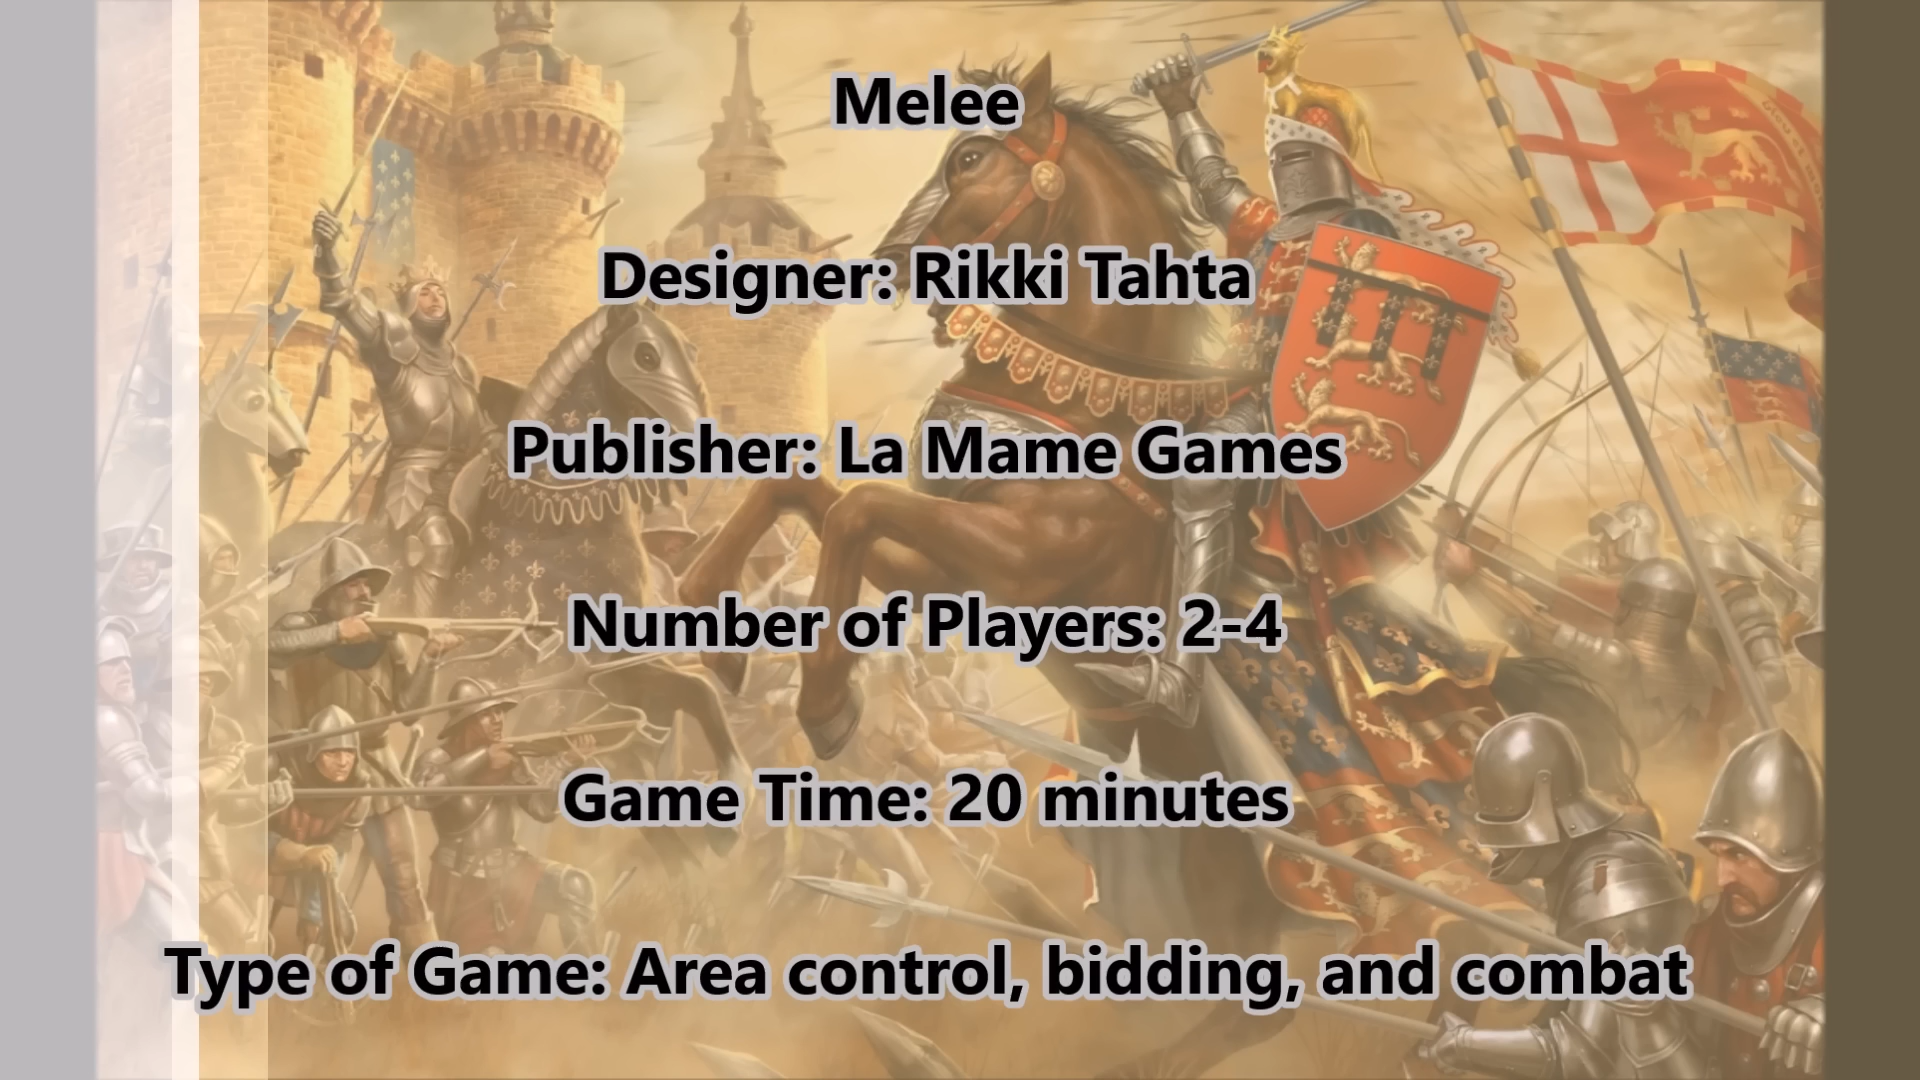 Melee
Designer: Rikki Tahta
Publisher: La Mame Games
Number of Players: 2-4
Game Time: 20 minutes
Type of Game: Area control, bidding, and combat